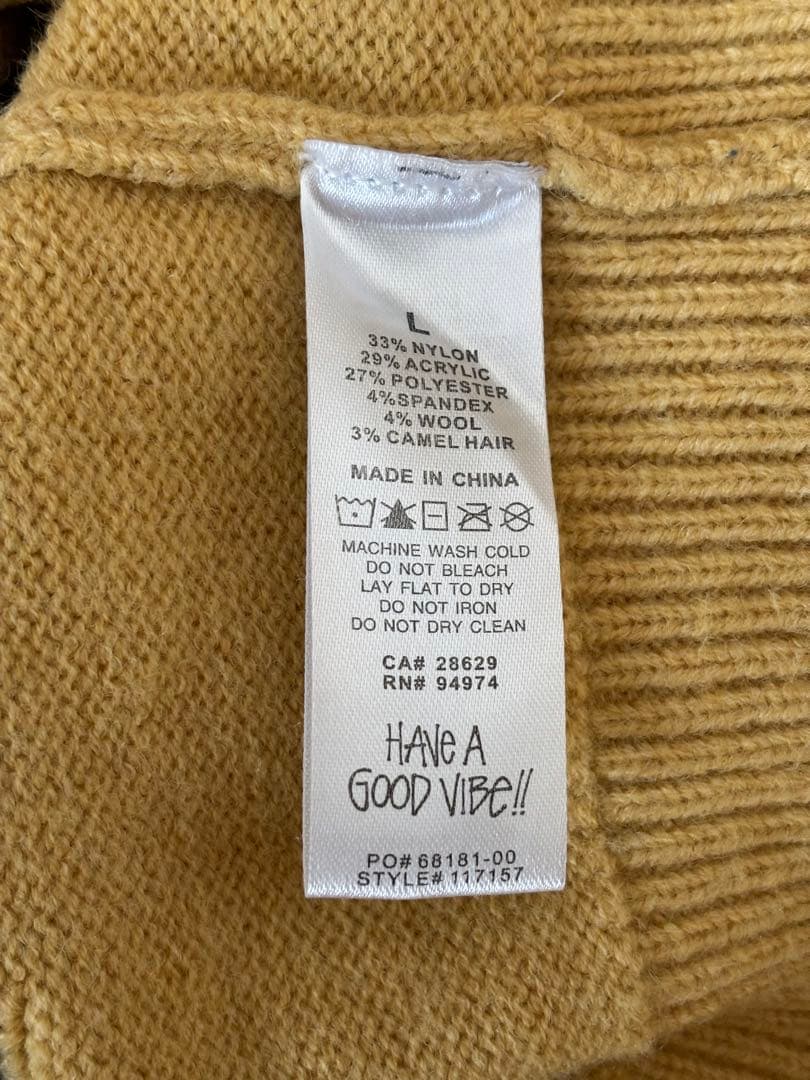 L
33% NYLON
29% ACRYLIC
27% POLYESTER
4%SPANDEX
4% WOOL
3% CAMEL HAIR
MADE IN CHINA
MACHINE WASH COLD
DO NOT BLEACH
LAY FLAT TO DRY
DO NOT IRON
DO NOT DRY CLEAN
CA# 28629
RN# 94974
HAVE A
GOOD VIBE!!
PO# 68181-00
STYLE# 117157